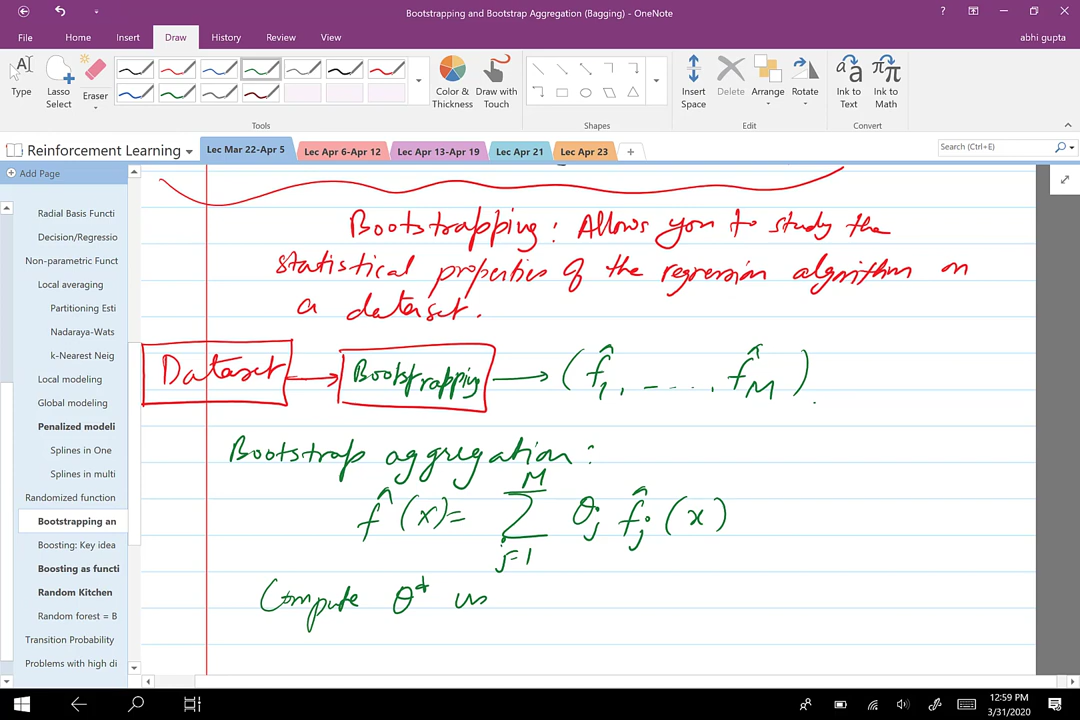 Bootstrapping and Bootstrap Aggregation (Bagging) - OneNote
File Home Insert Draw History Review View
abhi gupta
Type
Lasso Select
Eraser
Color & Thickness
Draw with Touch
Insert Space
Delete
Arrange
Rotate
Ink to Text
Ink to Math
Tools
Shapes
Edit
Convert
Reinforcement Learning
Lec Mar 22-Apr 5
Lec Apr 6-Apr 12
Lec Apr 13-Apr 19
Lec Apr 21
Lec Apr 23
Search (Ctrl+E)
Add Page
Radial Basis Functi
Decision/Regressio
Non-parametric Funct
Local averaging
Partitioning Esti
Nadaraya-Wats
k-Nearest Neig
Local modeling
Global modeling
Penalized modeli
Splines in One
Splines in multi
Randomized function
Bootstrapping an
Boosting: Key idea
Boosting as functi
Random Kitchen
Random forest = B
Transition Probability
Problems with high di
Bootstrapping: Allows you to study the
statistical properties of the regression algorithm on
a dataset.
Dataset → Bootstrapping → (f̂₁, ----., f̂_M).
Bootstrap aggregation:
f̂(x) = ∑_{j=1}^{M} θ_j f̂_j(x)
Compute θ* us
12:59 PM
3/31/2020